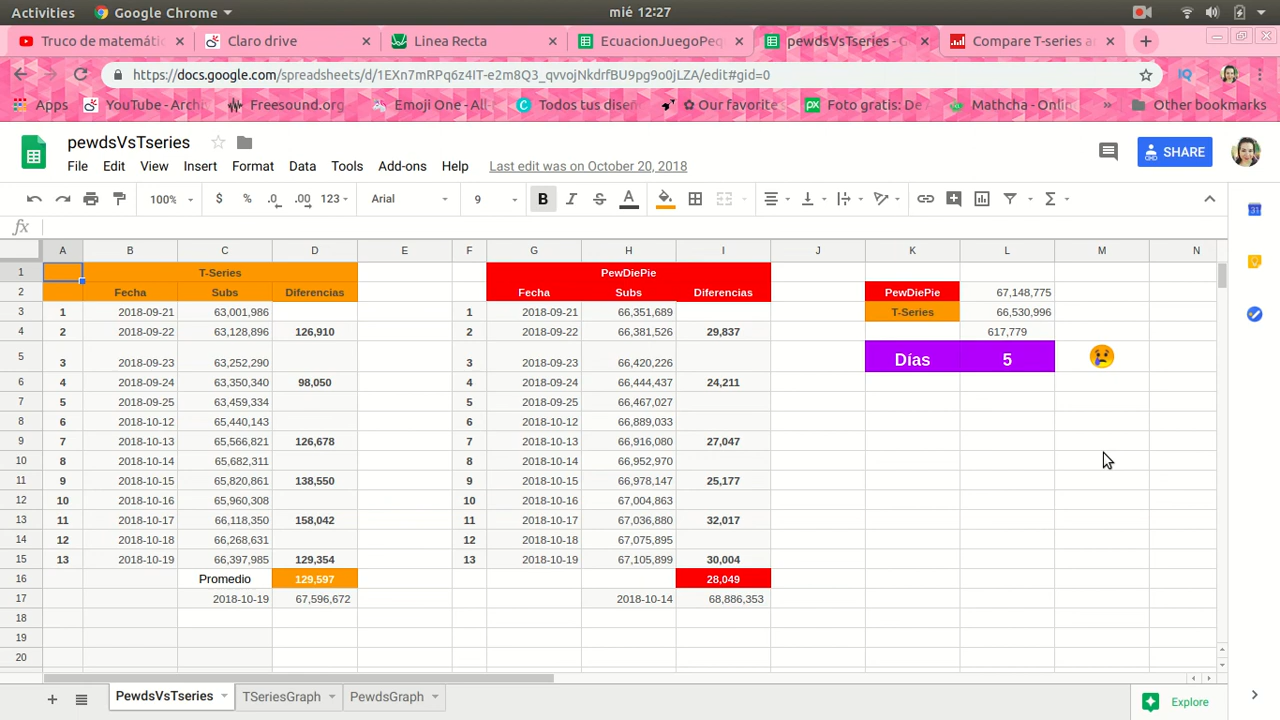 Activities Google Chrome mié 12:27
Truco de matemátic Claro drive Linea Recta EcuacionJuegoPeq pewdsVsTseries - G Compare T-series an
https://docs.google.com/spreadsheets/d/1EXn7mRPq6z4IT-e2m8Q3_qvvojNkdrfBU9pg9o0jLZA/edit#gid=0
Apps YouTube - Archi Freesound.org Emoji One - All- Todos tus diseñ ✿ Our favorite Foto gratis: De A Mathcha - Onlin » Other bookmarks
pewdsVsTseries
File Edit View Insert Format Data Tools Add-ons Help Last edit was on October 20, 2018 SHARE
100% $ % .0 .00 123 Arial 9 B I S A Σ
fx
A B C D E F G H I J K L M N
1 T-Series PewDiePie
2 Fecha Subs Diferencias Fecha Subs Diferencias PewDiePie 67,148,775
3 1 2018-09-21 63,001,986 1 2018-09-21 66,351,689 T-Series 66,530,996
4 2 2018-09-22 63,128,896 126,910 2 2018-09-22 66,381,526 29,837 617,779
5 3 2018-09-23 63,252,290 3 2018-09-23 66,420,226 Días 5
6 4 2018-09-24 63,350,340 98,050 4 2018-09-24 66,444,437 24,211
7 5 2018-09-25 63,459,334 5 2018-09-25 66,467,027
8 6 2018-10-12 65,440,143 6 2018-10-12 66,889,033
9 7 2018-10-13 65,566,821 126,678 7 2018-10-13 66,916,080 27,047
10 8 2018-10-14 65,682,311 8 2018-10-14 66,952,970
11 9 2018-10-15 65,820,861 138,550 9 2018-10-15 66,978,147 25,177
12 10 2018-10-16 65,960,308 10 2018-10-16 67,004,863
13 11 2018-10-17 66,118,350 158,042 11 2018-10-17 67,036,880 32,017
14 12 2018-10-18 66,268,631 12 2018-10-18 67,075,895
15 13 2018-10-19 66,397,985 129,354 13 2018-10-19 67,105,899 30,004
16 Promedio 129,597 28,049
17 2018-10-19 67,596,672 2018-10-14 68,886,353
18
19
20
PewdsVsTseries TSeriesGraph PewdsGraph Explore